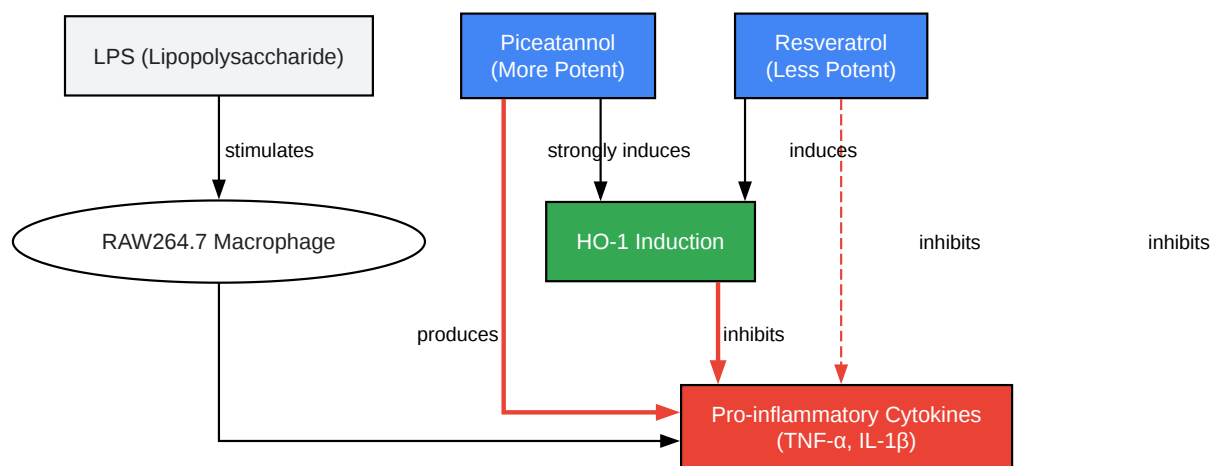 LPS (Lipopolysaccharide)
Piceatannol
(More Potent)
Resveratrol
(Less Potent)
stimulates
strongly induces
induces
RAW264.7 Macrophage
HO-1 Induction
inhibits
inhibits
produces
inhibits
Pro-inflammatory Cytokines
(TNF-α, IL-1β)